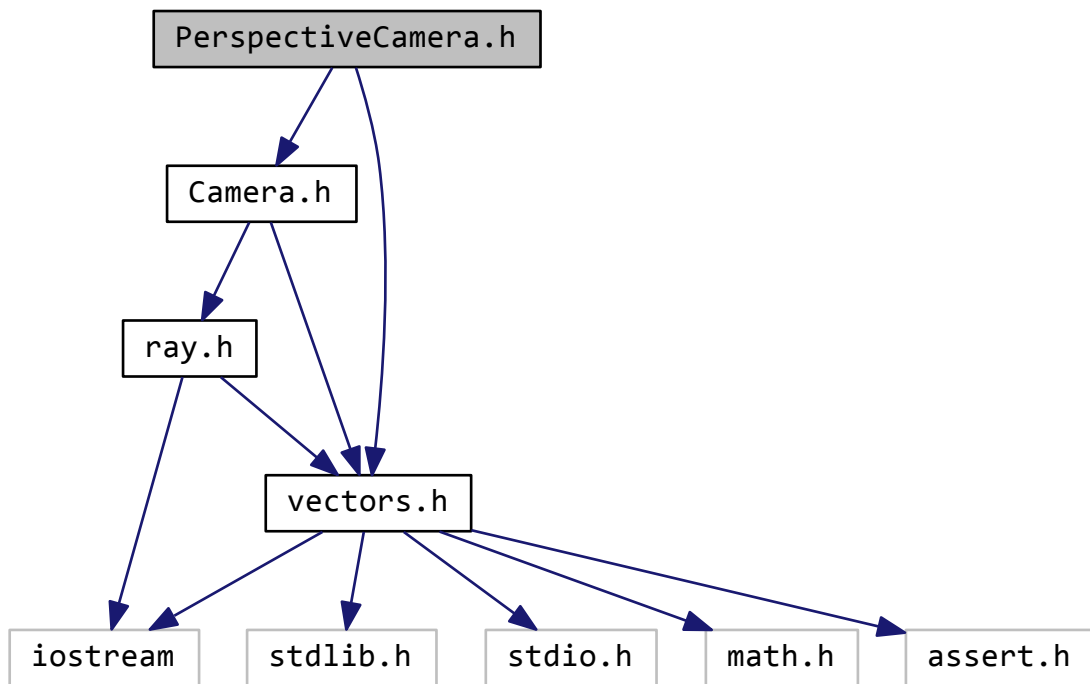 PerspectiveCamera.h
Camera.h
ray.h
vectors.h
iostream
stdlib.h
stdio.h
math.h
assert.h